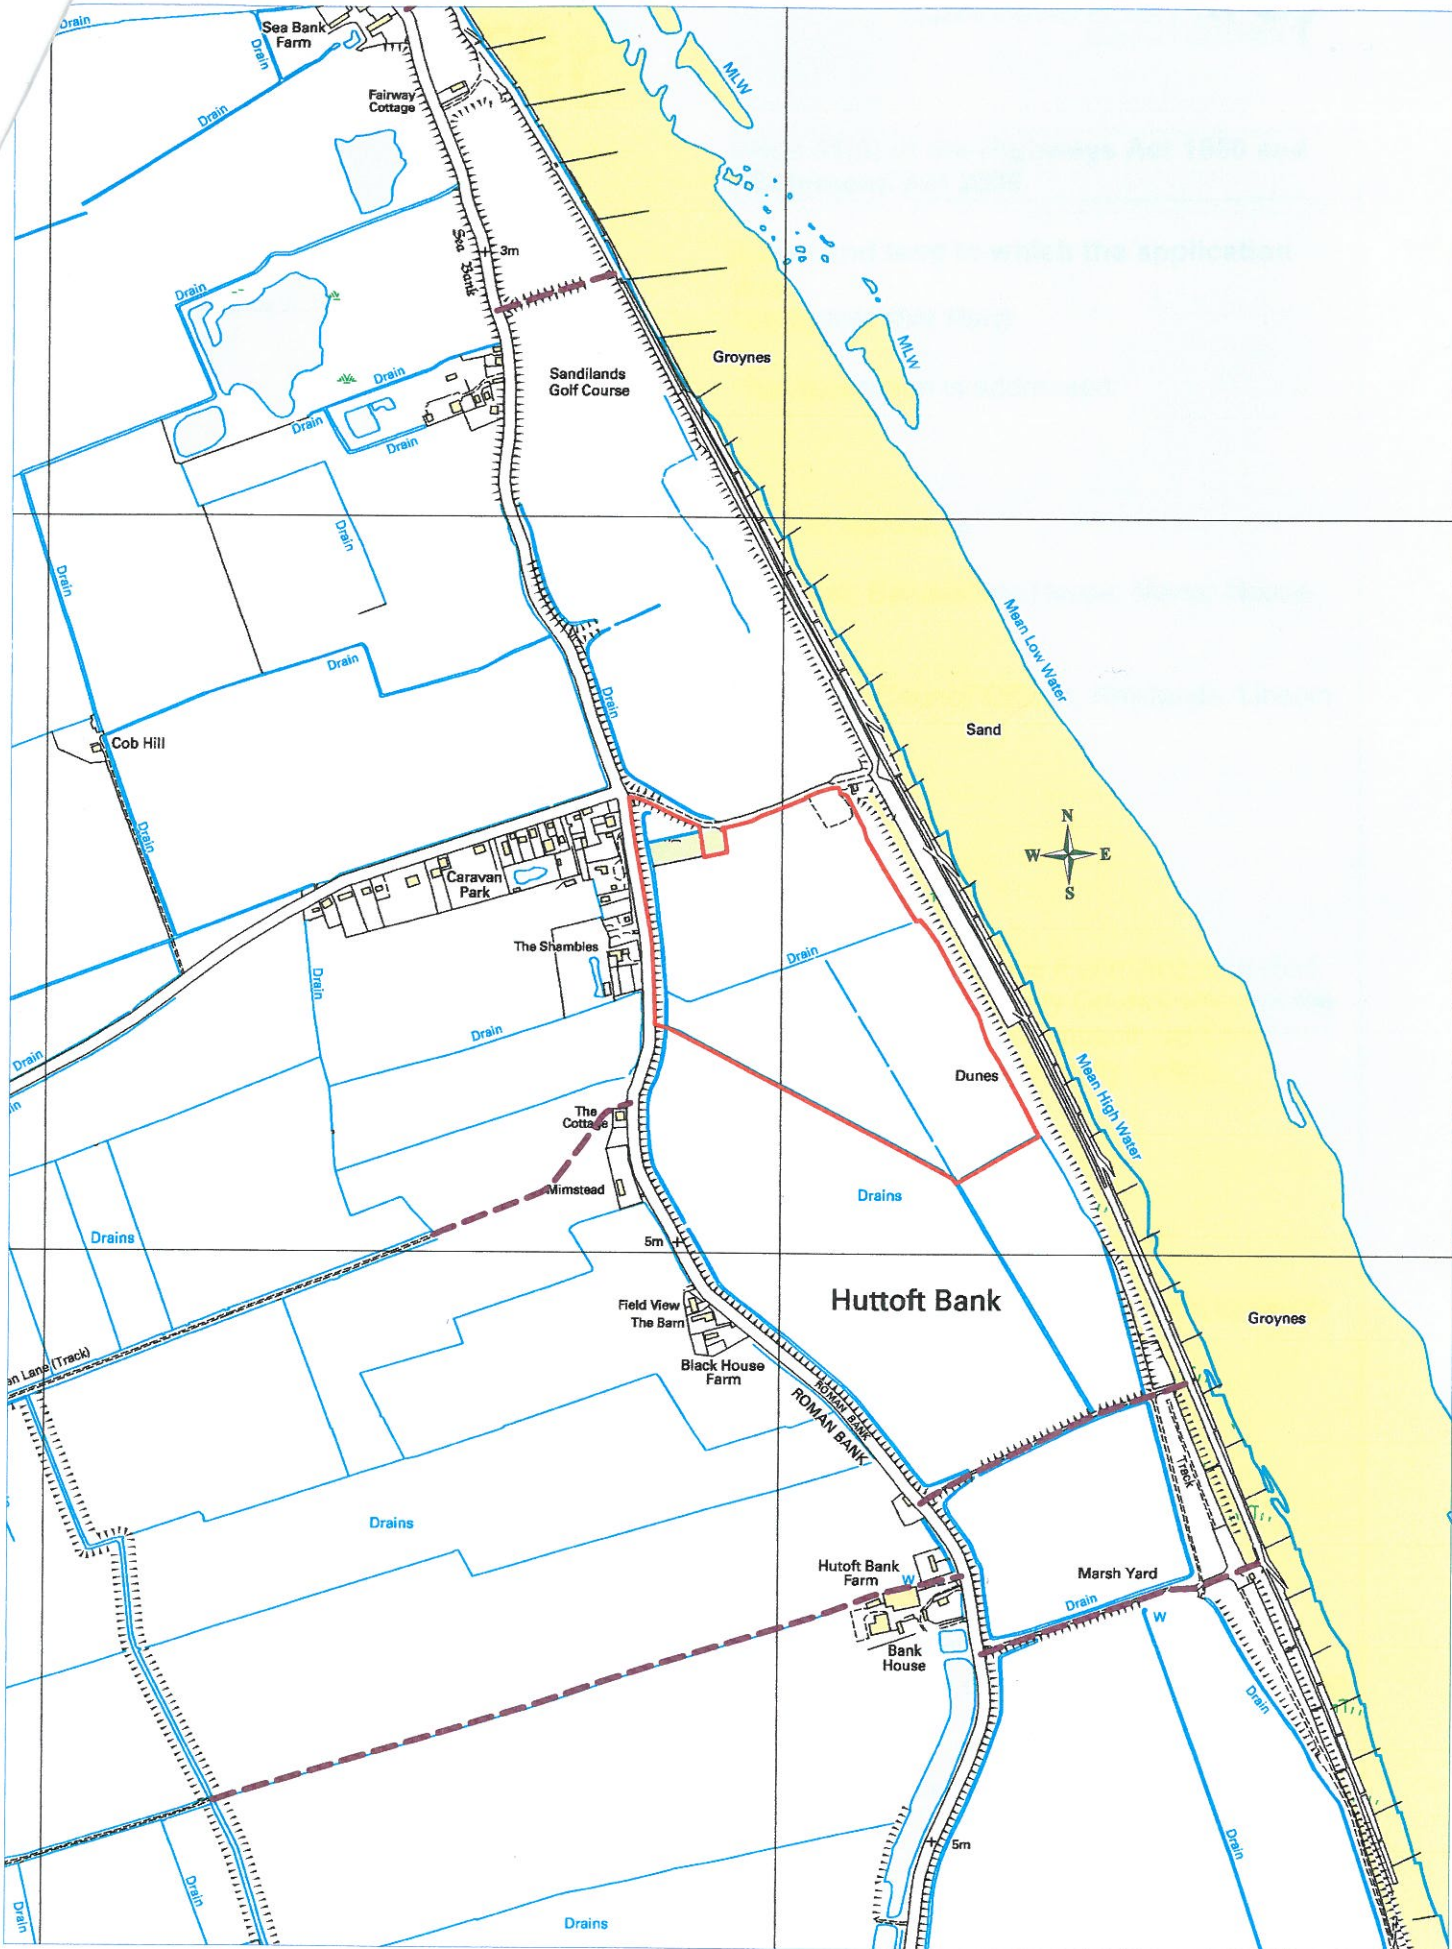 Drain
Sea Bank
Farm
Drain
MLW
Fairway
Cottage
Drain
Sea Bank
3m
Drain
MLW
Groynes
Sandilands
Golf Course
Drain
Drain
Drain
Drain
Drain
Mean Low Water
Drain
Drain
Sand
Cob Hill
N
W E
S
Drain
Caravan
Park
The Shambles
Drain
Drain
Drain
Drain
Dunes
Mean High Water
The
Cottage
Mimstead
Drains
Drains
5m
Huttoft Bank
Field View
The Barn
Groynes
Lane (Track)
Black House
Farm
ROMAN BANK
ROMAN BANK
Track
Drains
Hutoft Bank
Farm
W
Marsh Yard
Drain
W
Bank
House
Drain
5m
Drain
Drain
Drain
Drains